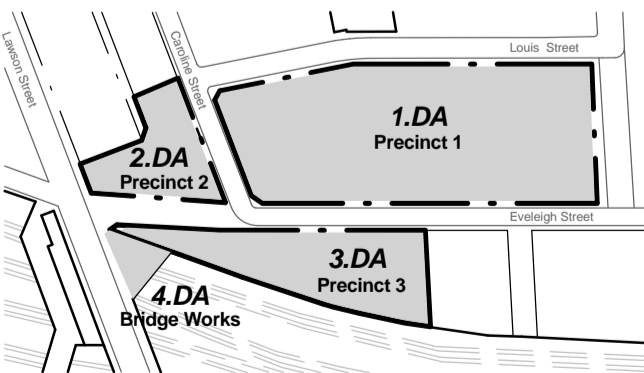 Louis Street
Lawson Street
Caroline Street
1.DA
Precinct 1
2.DA
Precinct 2
Eveleigh Street
3.DA
Precinct 3
4.DA
Bridge Works